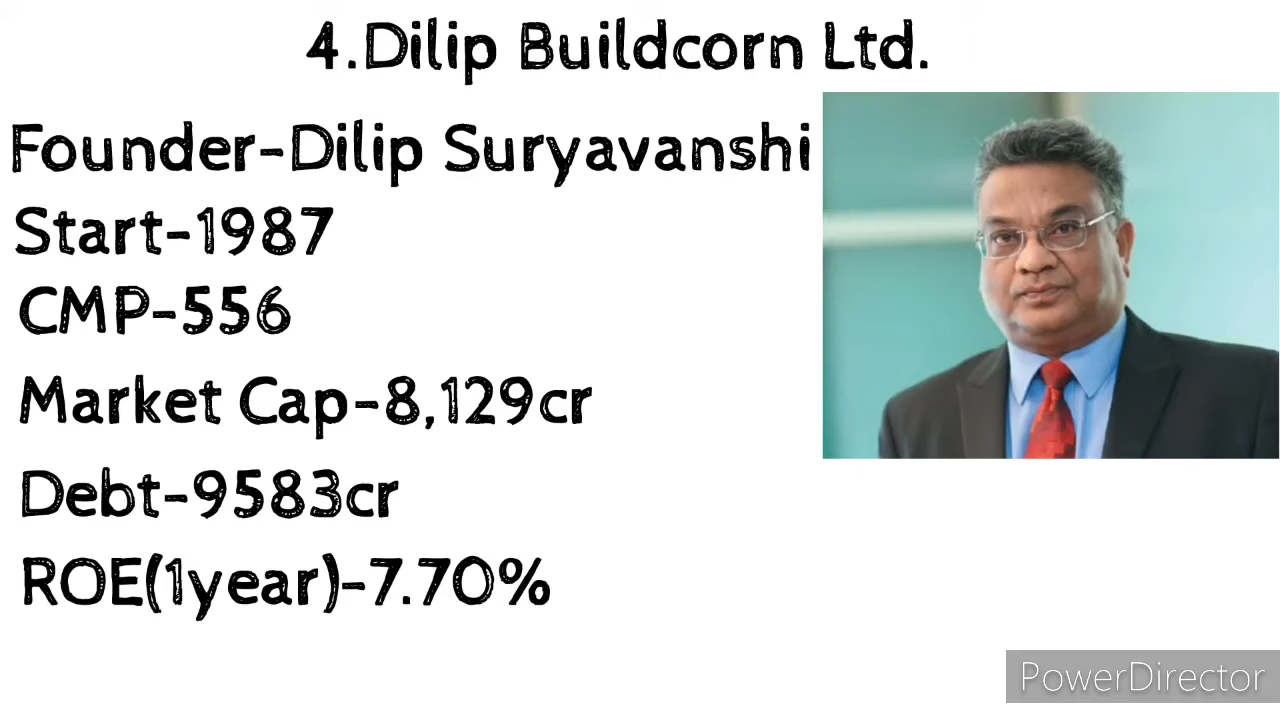 4.Dilip Buildcorn Ltd.
Founder-Dilip Suryavanshi
Start-1987
CMP-556
Market Cap-8,129cr
Debt-9583cr
ROE(1year)-7.70%
PowerDirector